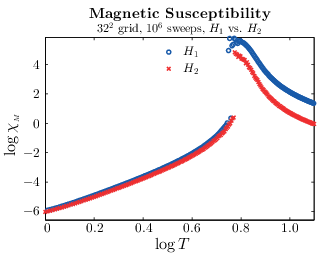 Magnetic Susceptibility
32² grid, 10⁶ sweeps, H₁ vs. H₂
H₁
H₂
log χ_M
4
2
0
−2
−4
−6
0 0.2 0.4 0.6 0.8 1.0
log T